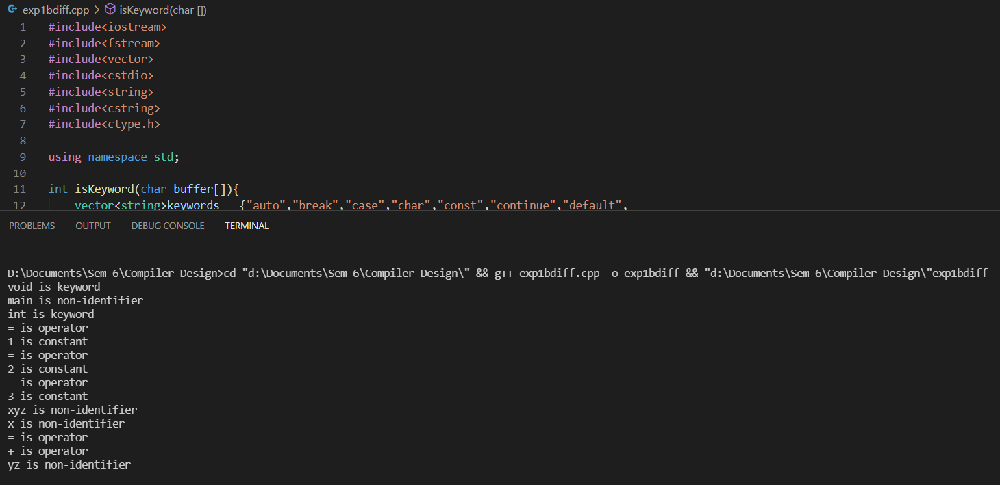 exp1bdiff.cpp > isKeyword(char [])
1 #include<iostream>
2 #include<fstream>
3 #include<vector>
4 #include<cstdio>
5 #include<string>
6 #include<cstring>
7 #include<ctype.h>
8
9 using namespace std;
10
11 int isKeyword(char buffer[]){
12 vector<string>keywords = {"auto","break","case","char","const","continue","default",
PROBLEMS OUTPUT DEBUG CONSOLE TERMINAL
D:\Documents\Sem 6\Compiler Design>cd "d:\Documents\Sem 6\Compiler Design\" && g++ exp1bdiff.cpp -o exp1bdiff && "d:\Documents\Sem 6\Compiler Design\"exp1bdiff
void is keyword
main is non-identifier
int is keyword
= is operator
1 is constant
= is operator
2 is constant
= is operator
3 is constant
xyz is non-identifier
x is non-identifier
= is operator
+ is operator
yz is non-identifier